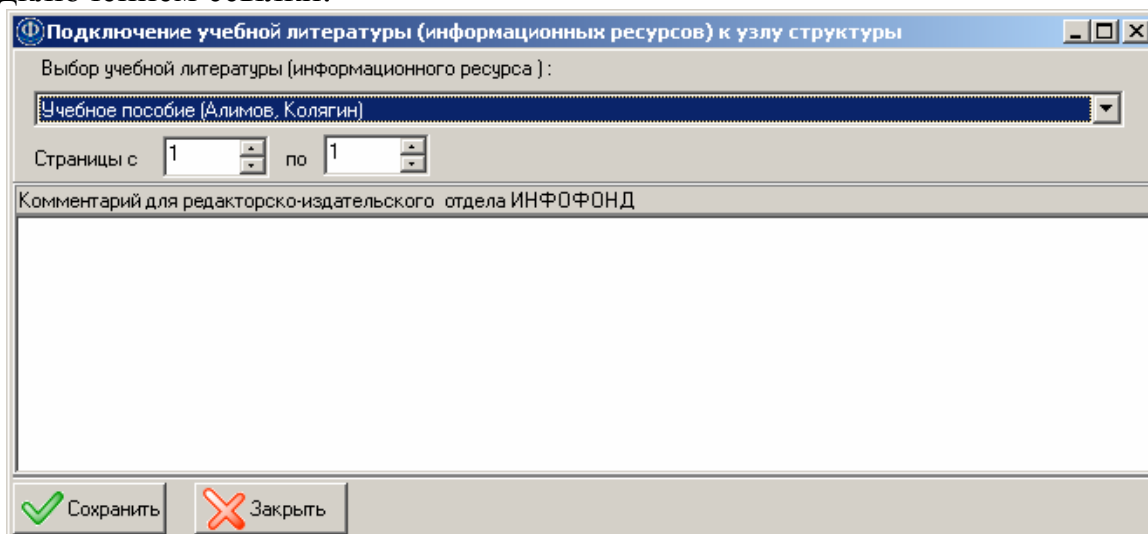 Подключение учебной литературы (информационных ресурсов) к узлу структуры
Выбор учебной литературы (информационного ресурса ) :
Учебное пособие (Алимов, Колягин)
Страницы с 1 по 1
Комментарий для редакторско-издательского отдела ИНФОФОНД
Сохранить Закрыть